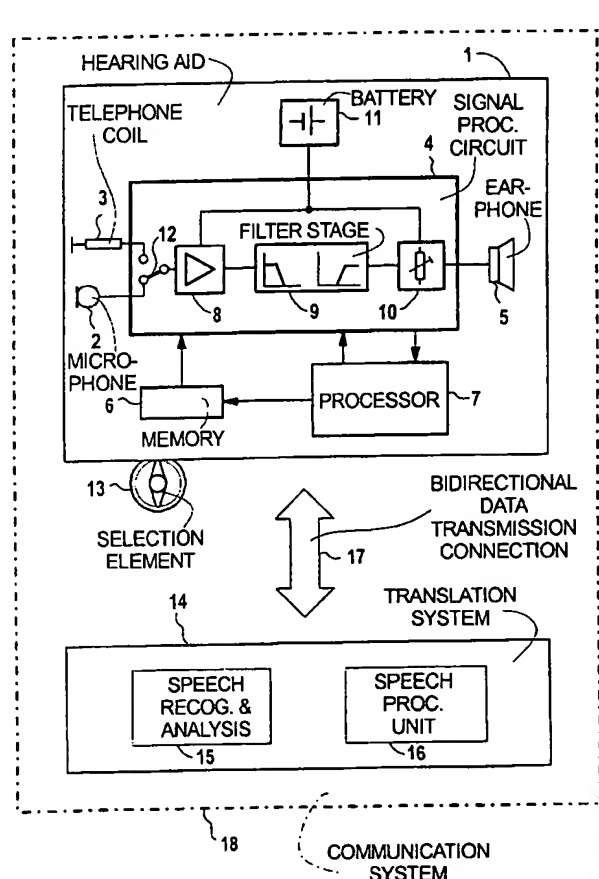 HEARING AID
1
TELEPHONE
COIL
BATTERY
11
SIGNAL
PROC.
CIRCUIT
4
EAR-
PHONE
3
12
FILTER STAGE
8
9
10
5
2
MICRO-
PHONE
6
MEMORY
PROCESSOR
7
13
SELECTION
ELEMENT
BIDIRECTIONAL
DATA
TRANSMISSION
CONNECTION
17
TRANSLATION
SYSTEM
14
SPEECH
RECOG. &
ANALYSIS
15
SPEECH
PROC.
UNIT
16
18
COMMUNICATION
SYSTEM